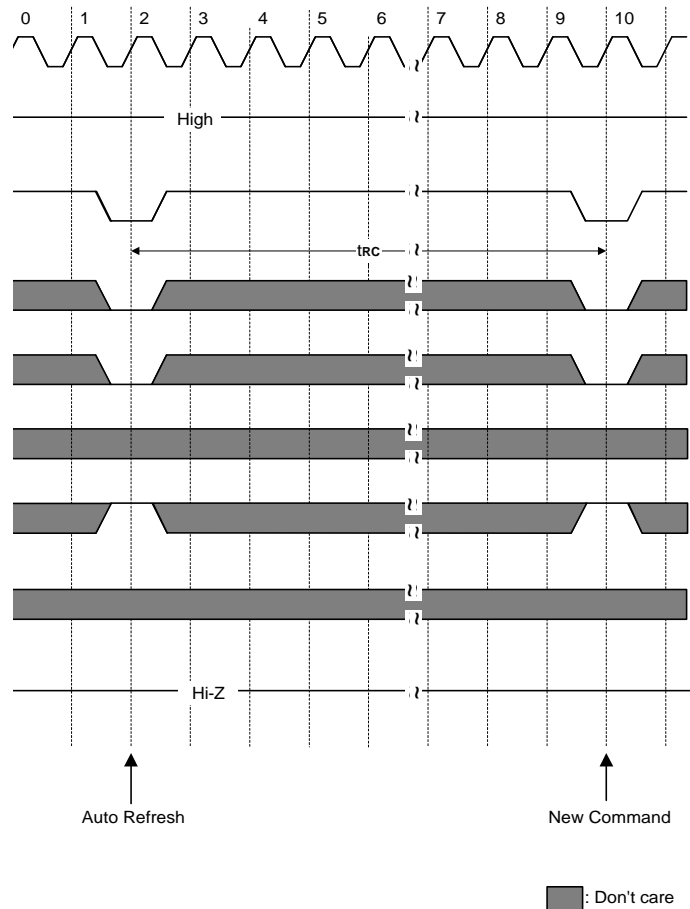 0 1 2 3 4 5 6 7 8 9 10
High
tRC
Hi-Z
Auto Refresh New Command
: Don't care